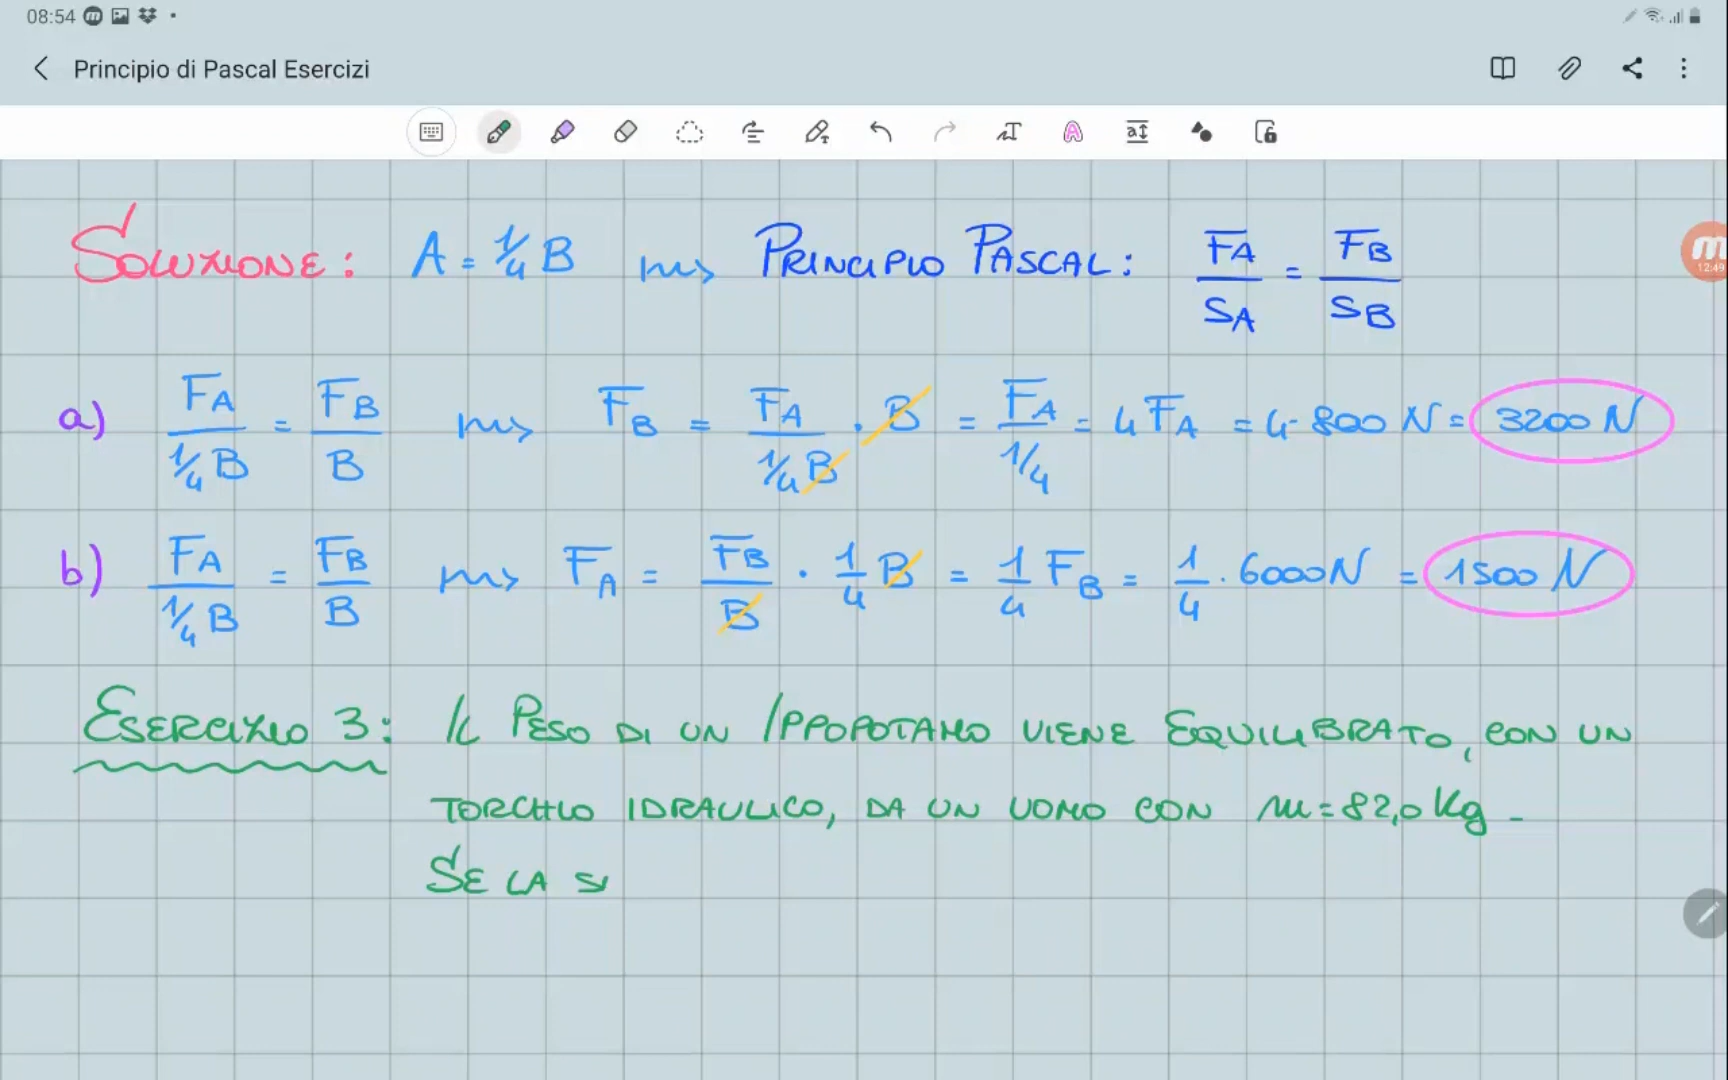 08:54
Principio di Pascal Esercizi
SOLUZIONE: A = 1/4 B ⇝ PRINCIPIO PASCAL: FA/SA = FB/SB
12:49
a) FA/(1/4 B) = FB/B ⇝ FB = FA/(1/4 B) · B = FA/(1/4) = 4 FA = 4·800 N = 3200 N
b) FA/(1/4 B) = FB/B ⇝ FA = FB/B · 1/4 B = 1/4 FB = 1/4 · 6000 N = 1500 N
ESERCIZIO 3: IL PESO DI UN IPPOPOTAMO VIENE EQUILIBRATO, CON UN
TORCHIO IDRAULICO, DA UN UOMO CON m = 82,0 Kg.
SE LA SI